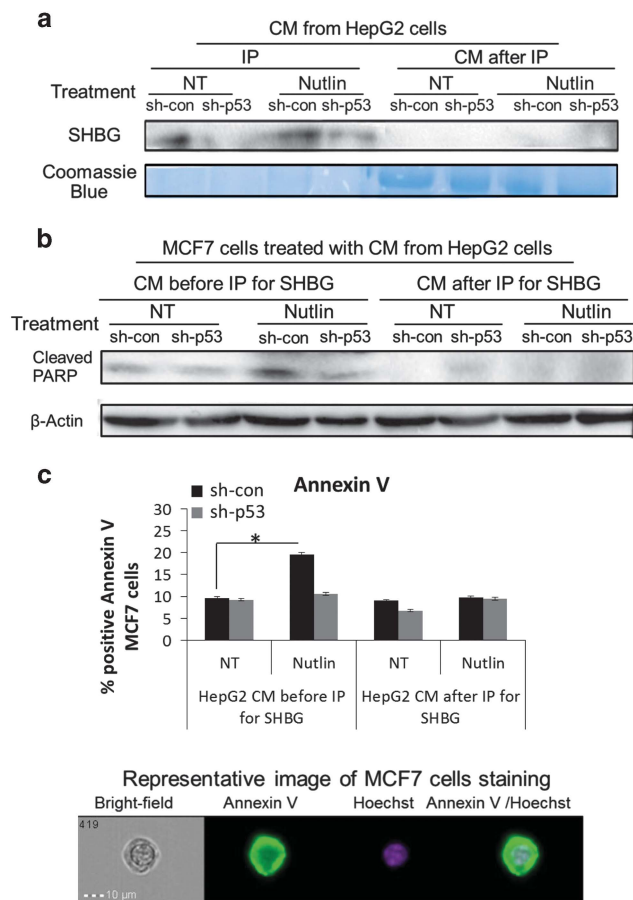 a
CM from HepG2 cells
IP CM after IP
Treatment NT Nutlin NT Nutlin
sh-con sh-p53 sh-con sh-p53 sh-con sh-p53 sh-con sh-p53
SHBG
Coomassie
Blue
b
MCF7 cells treated with CM from HepG2 cells
CM before IP for SHBG CM after IP for SHBG
Treatment NT Nutlin NT Nutlin
sh-con sh-p53 sh-con sh-p53 sh-con sh-p53 sh-con sh-p53
Cleaved
PARP
β-Actin
c
Annexin V
sh-con
sh-p53
% positive Annexin V
MCF7 cells
30
25
20
15
10
5
0
*
NT Nutlin NT Nutlin
HepG2 CM before IP
for SHBG
HepG2 CM after IP for
SHBG
Representative image of MCF7 cells staining
Bright-field Annexin V Hoechst Annexin V /Hoechst
419
10 μm